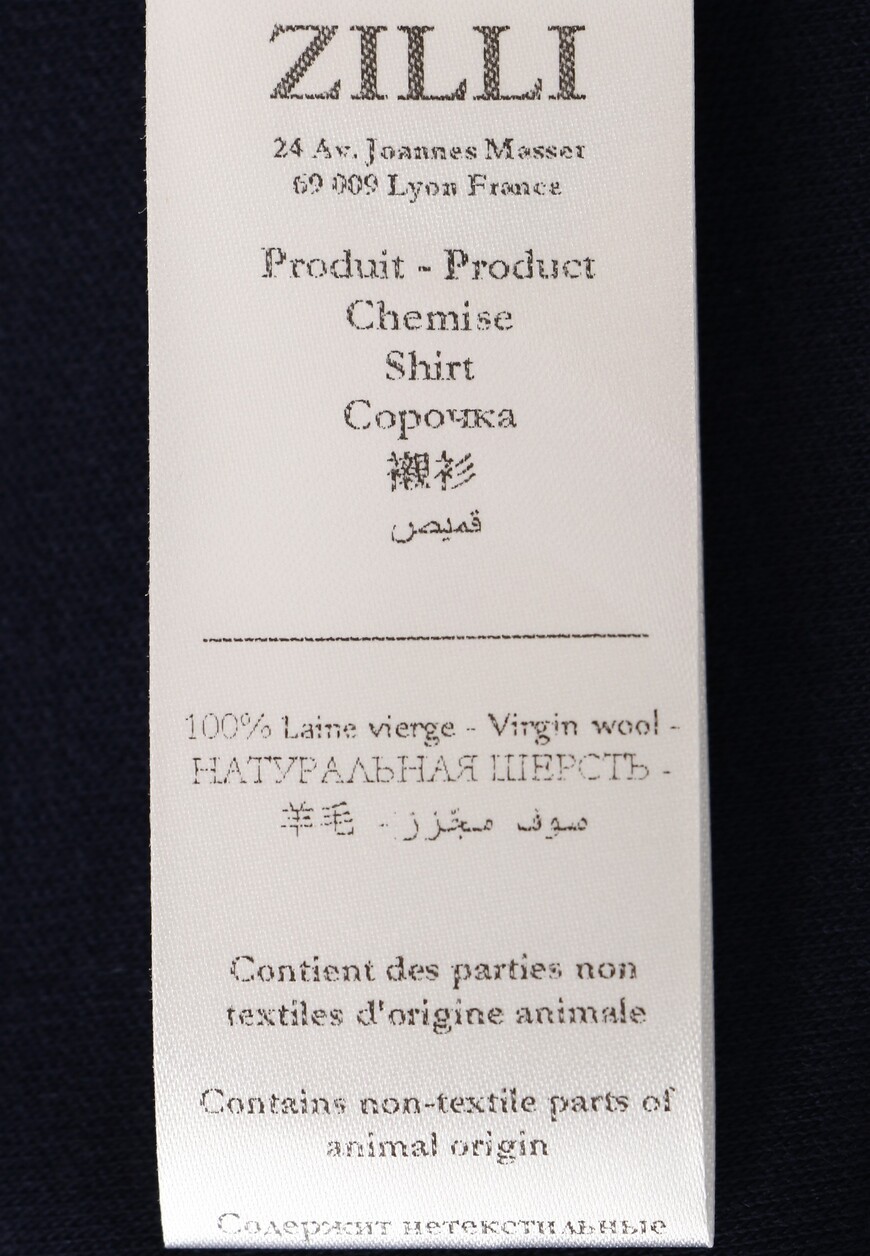 ZILLI
24 Av. Joannes Masset
69 009 Lyon France
Produit - Product
Chemise
Shirt
Сорочка
襯衫
قميص
100% Laine vierge - Virgin wool -
НАТУРАЛЬНАЯ ШЕРСТЬ -
羊毛 - صوف مجزز
Contient des parties non
textiles d'origine animale
Contains non-textile parts of
animal origin
Содержит нетекстильные